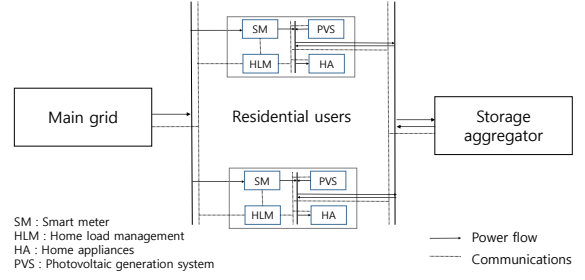 SM
PVS
HLM
HA
Main grid
Residential users
Storage
aggregator
SM
PVS
HLM
HA
SM : Smart meter
HLM : Home load management
HA : Home appliances
PVS : Photovoltaic generation system
Power flow
Communications